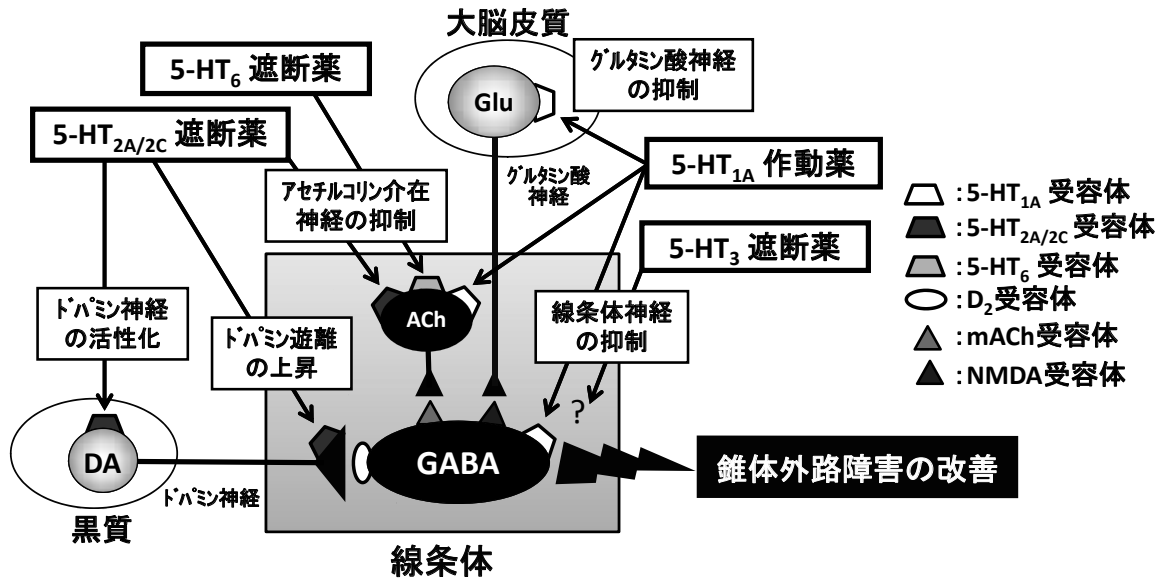 大脳皮質
5-HT6 遮断薬
グルタミン酸神経
の抑制
Glu
5-HT2A/2C 遮断薬
アセチルコリン介在
神経の抑制
グルタミン酸
神経
5-HT1A 作動薬
5-HT3 遮断薬
:5-HT1A 受容体
:5-HT2A/2C 受容体
:5-HT6 受容体
:D2受容体
:mACh受容体
:NMDA受容体
ドパミン神経
の活性化
ドパミン遊離
の上昇
ACh
線条体神経
の抑制
?
DA
GABA
錐体外路障害の改善
ドパミン神経
黒質
線条体